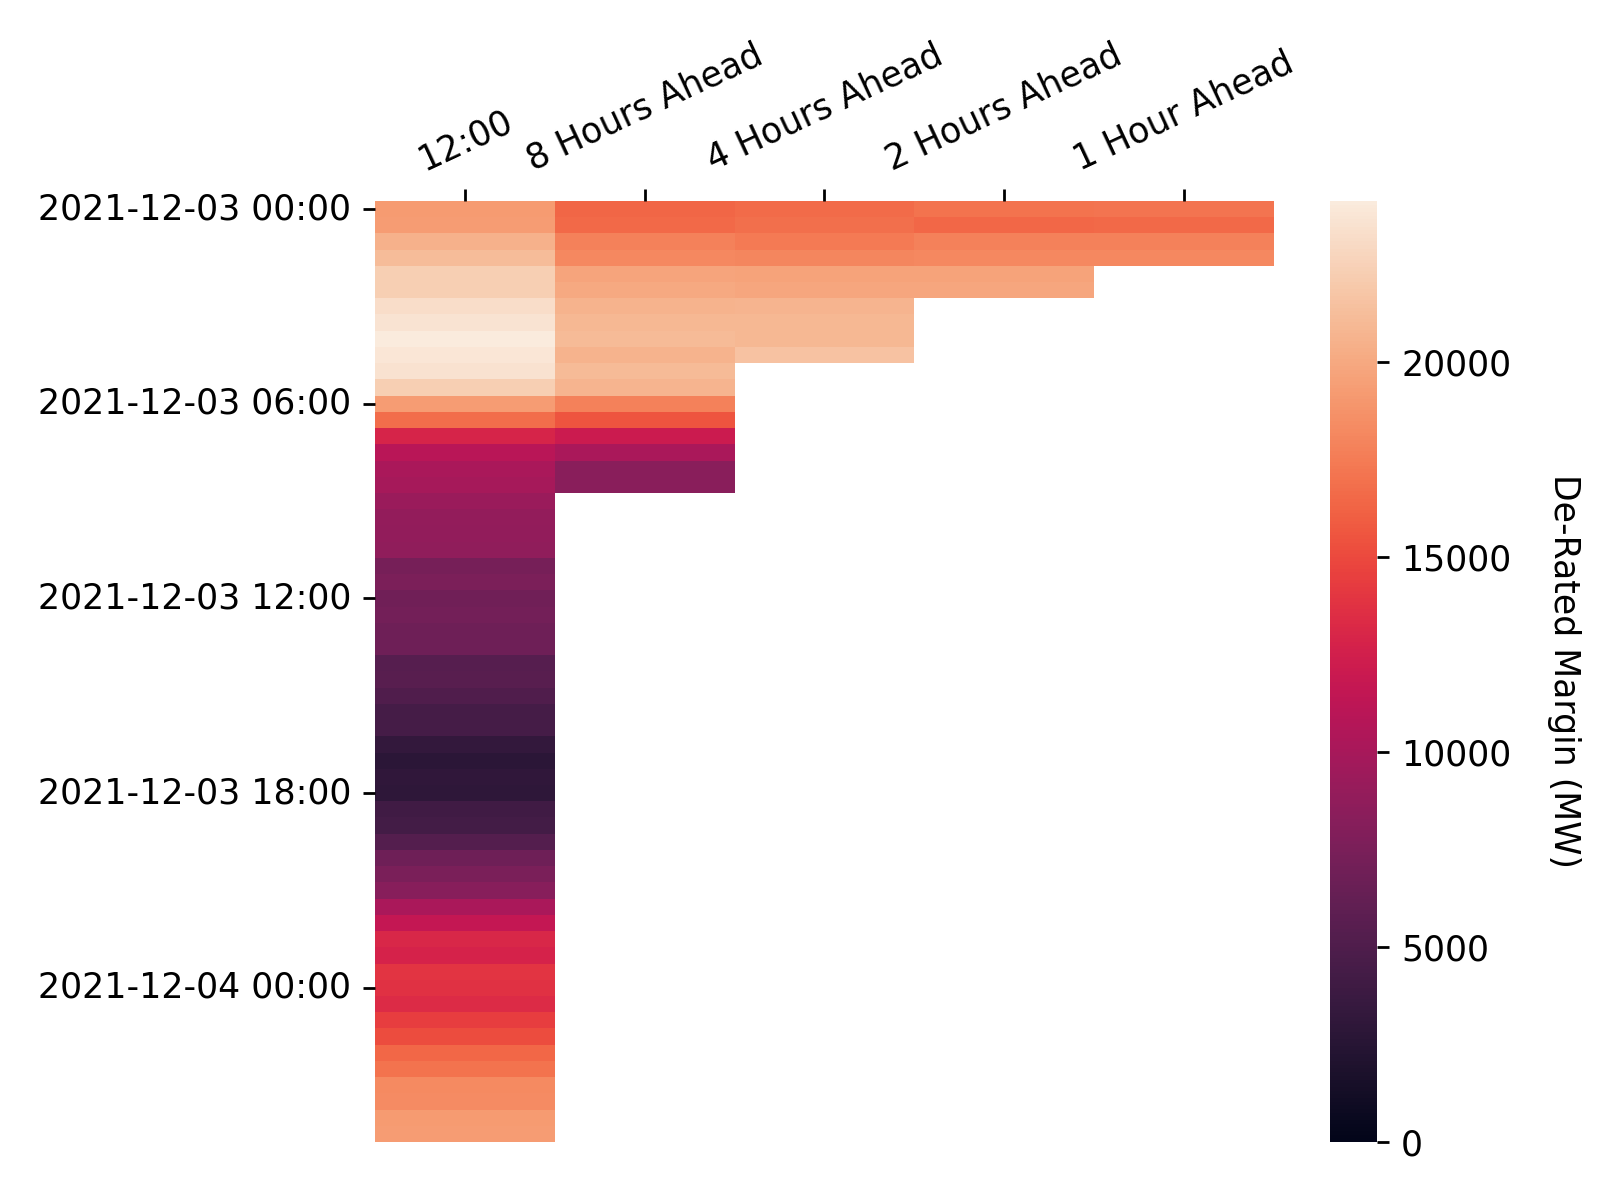 12:00
8 Hours Ahead
4 Hours Ahead
2 Hours Ahead
1 Hour Ahead
2021-12-03 00:00
2021-12-03 06:00
2021-12-03 12:00
2021-12-03 18:00
2021-12-04 00:00
20000
15000
10000
5000
0
De-Rated Margin (MW)